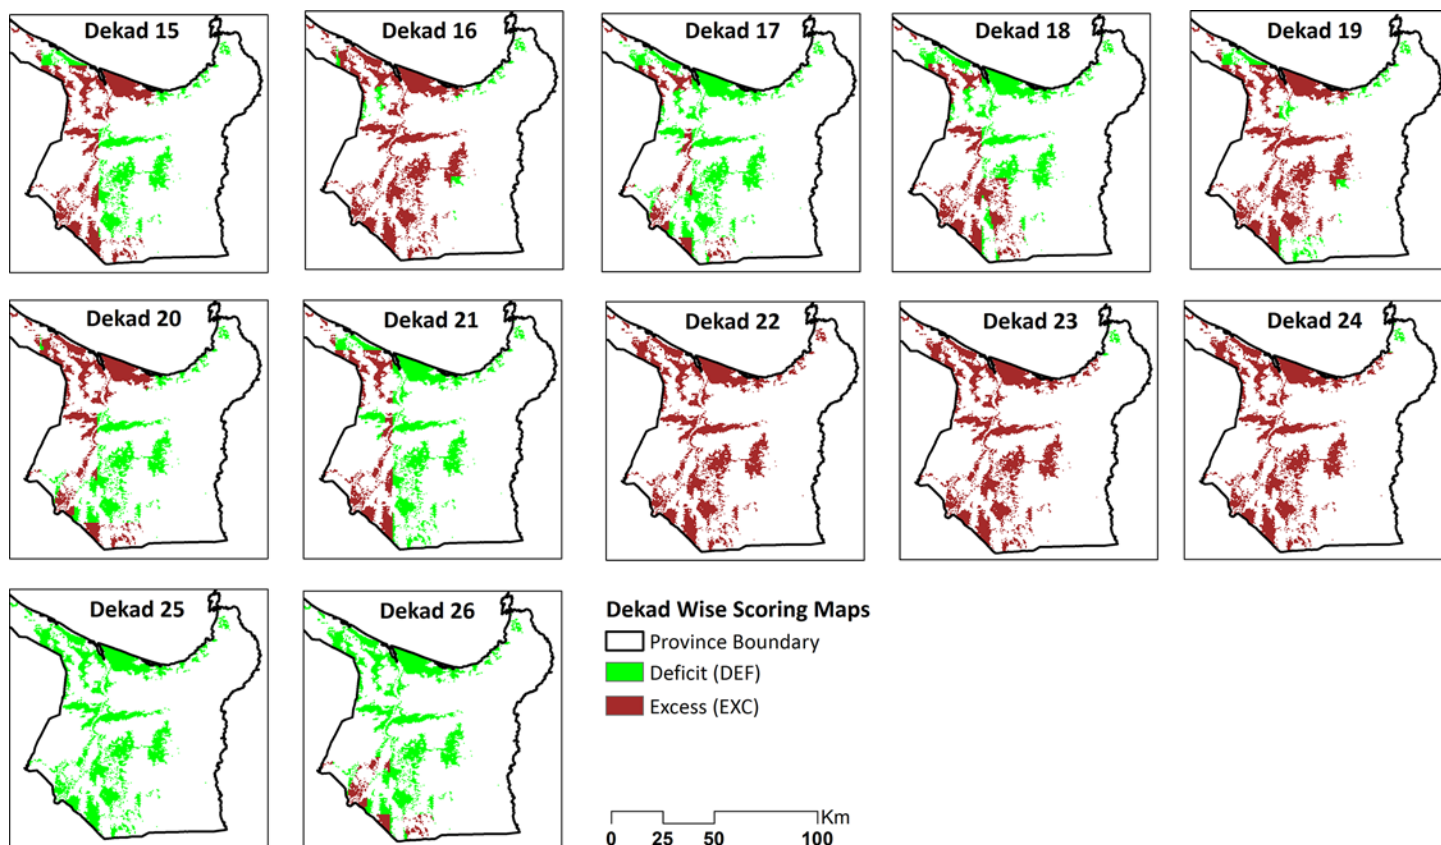 Dekad 15
Dekad 16
Dekad 17
Dekad 18
Dekad 19
Dekad 20
Dekad 21
Dekad 22
Dekad 23
Dekad 24
Dekad 25
Dekad 26
Dekad Wise Scoring Maps
Province Boundary
Deficit (DEF)
Excess (EXC)
Km
0 25 50 100